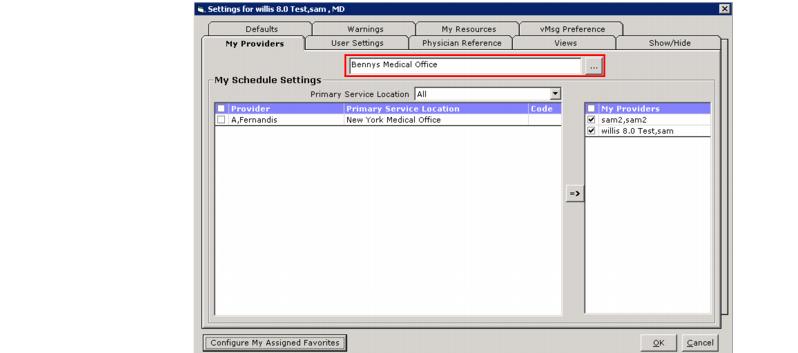 Settings for willis 8.0 Test,sam , MD
Defaults Warnings My Resources vMsg Preference
My Providers User Settings Physician Reference Views Show/Hide
Bennys Medical Office ...
My Schedule Settings
Primary Service Location All
Provider Primary Service Location Code My Providers
A,Fernandis New York Medical Office sam2,sam2
willis 8.0 Test,sam
=>
Configure My Assigned Favorites OK Cancel